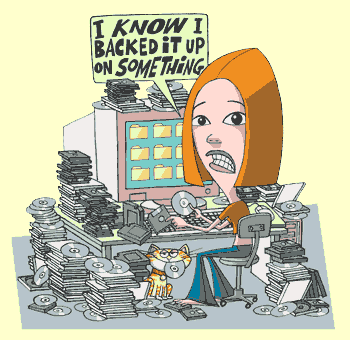 I KNOW I
BACKED iT UP
ON SOMETHING